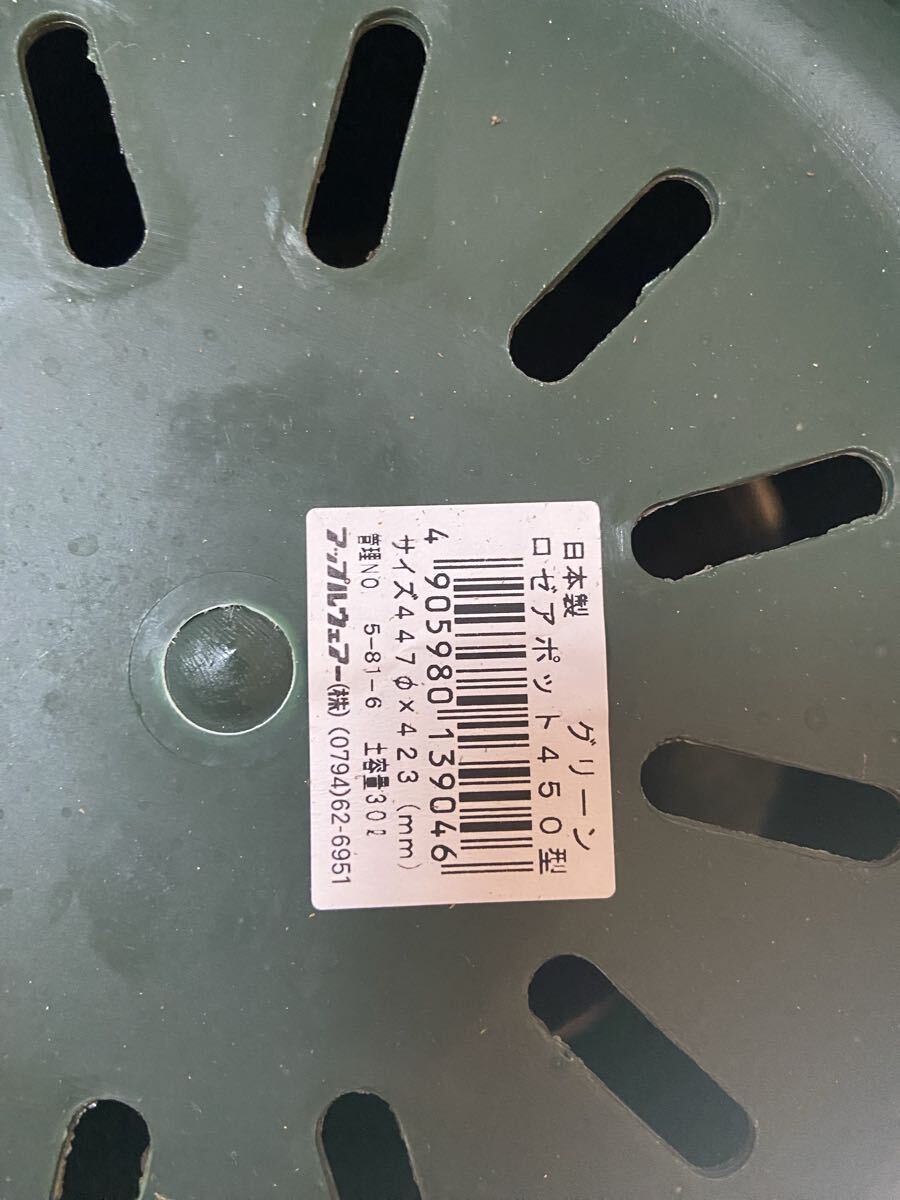 日本製 グリーン
ロゼアポット450型
4 905980 139046
サイズ447φ×423(mm)
管理NO 5-81-6 土容量30ℓ
アップルウェアー(株)(0794)62-6951